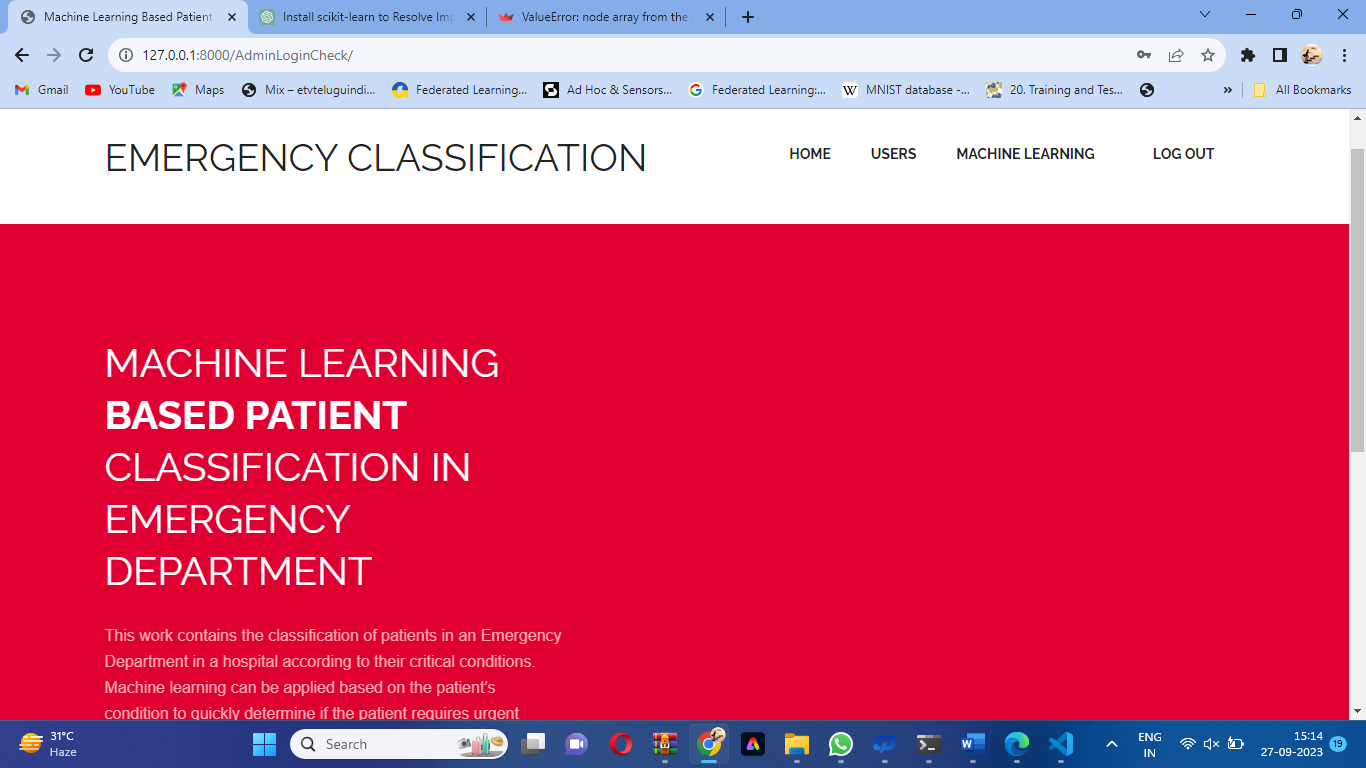 Machine Learning Based Patient
Install scikit-learn to Resolve Imp
ValueError: node array from the
127.0.0.1:8000/AdminLoginCheck/
Gmail
YouTube
Maps
Mix – etvteluguindi...
Federated Learning...
Ad Hoc & Sensors...
Federated Learning:...
MNIST database -...
20. Training and Tes...
»
All Bookmarks
EMERGENCY CLASSIFICATION
HOME
USERS
MACHINE LEARNING
LOG OUT
MACHINE LEARNING
BASED PATIENT
CLASSIFICATION IN
EMERGENCY
DEPARTMENT
This work contains the classification of patients in an Emergency
Department in a hospital according to their critical conditions.
Machine learning can be applied based on the patient's
condition to quickly determine if the patient requires urgent
31°C
Haze
Search
ENG
IN
15:14
27-09-2023
19